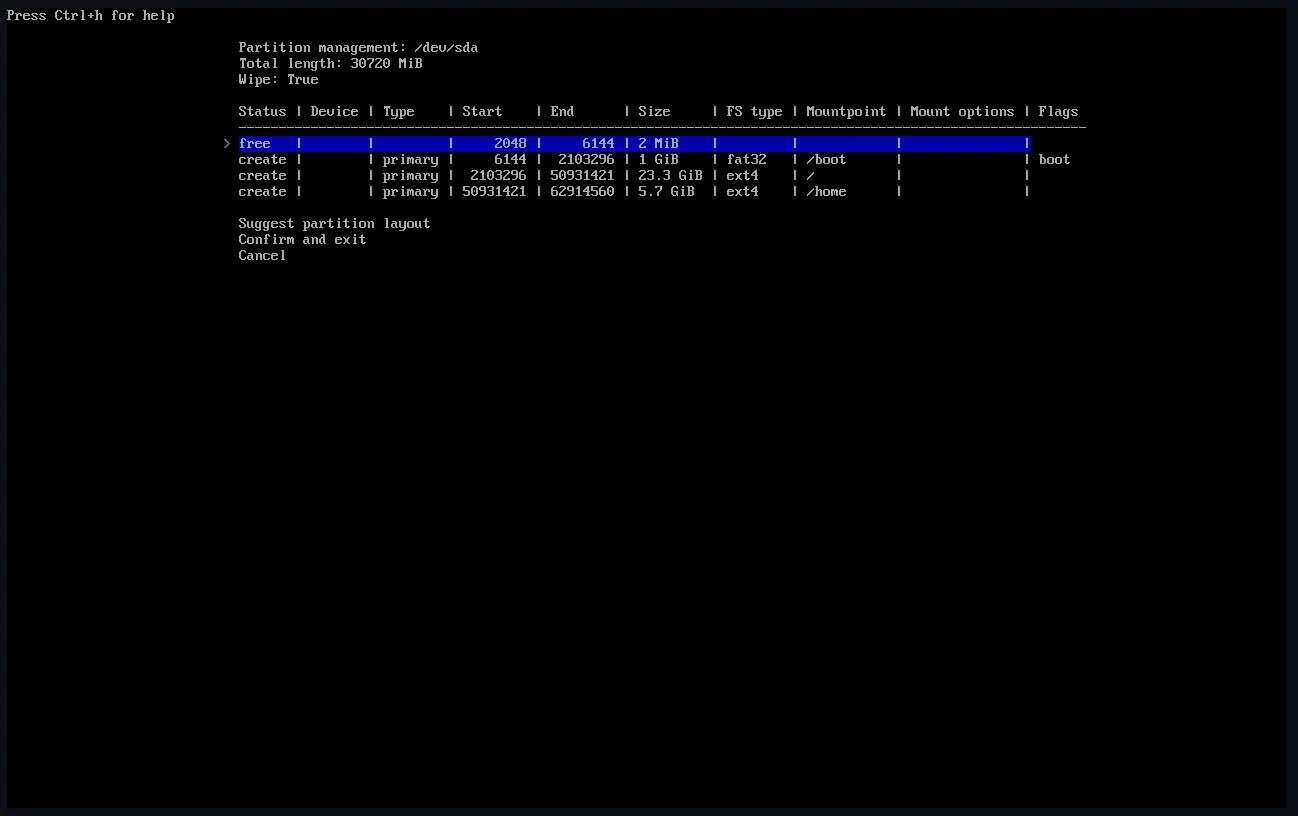 Press Ctrl+h for help
Partition management: /dev/sda
Total length: 30720 MiB
Wipe: True
Status | Device | Type | Start | End | Size | FS type | Mountpoint | Mount options | Flags
> free | | | 2048 | 6144 | 2 MiB | | | |
create | | primary | 6144 | 2103296 | 1 GiB | fat32 | /boot | | boot
create | | primary | 2103296 | 50931421 | 23.3 GiB | ext4 | / | |
create | | primary | 50931421 | 62914560 | 5.7 GiB | ext4 | /home | |
Suggest partition layout
Confirm and exit
Cancel